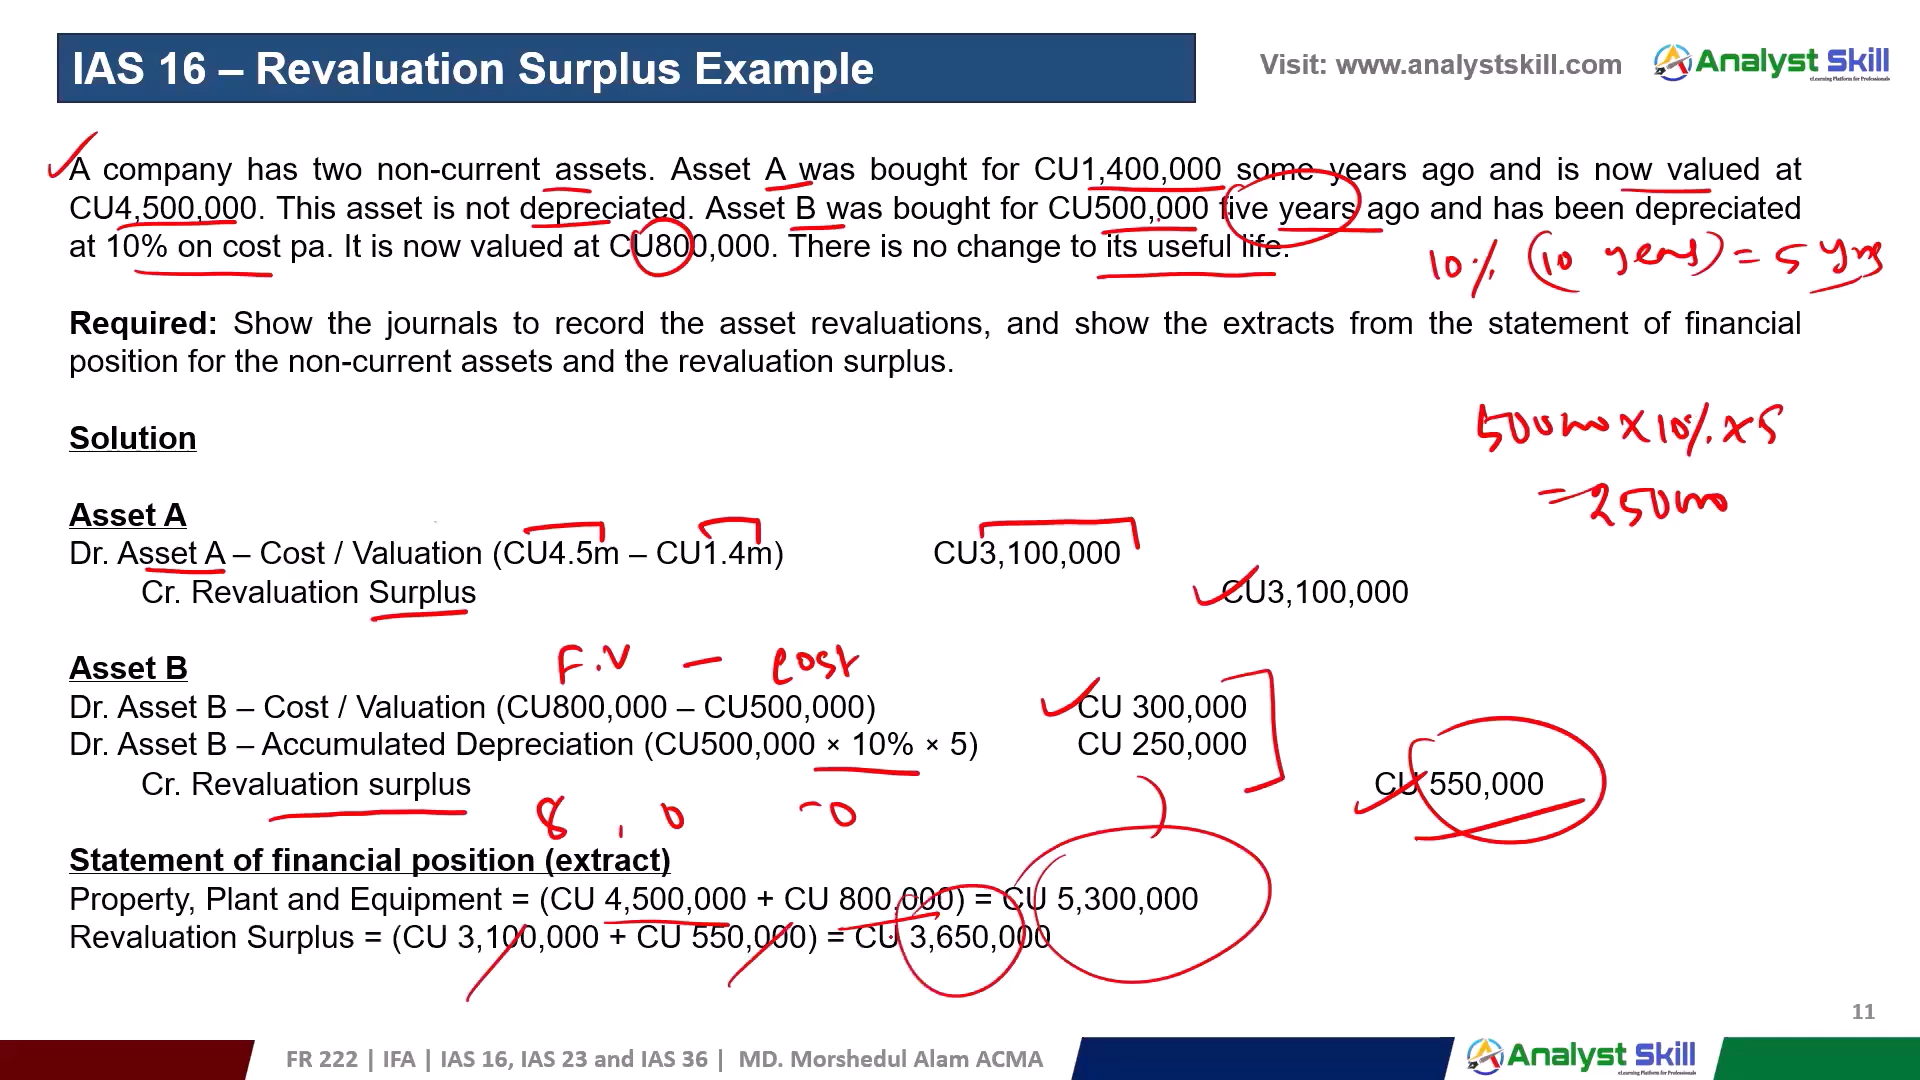 IAS 16 – Revaluation Surplus Example
Visit: www.analystskill.com
Analyst Skill
eLearning Platform for Professionals
A company has two non-current assets. Asset A was bought for CU1,400,000 some years ago and is now valued at
CU4,500,000. This asset is not depreciated. Asset B was bought for CU500,000 five years ago and has been depreciated
at 10% on cost pa. It is now valued at CU800,000. There is no change to its useful life.
10% (10 years) = 5 yrs
Required: Show the journals to record the asset revaluations, and show the extracts from the statement of financial
position for the non-current assets and the revaluation surplus.
500000 × 10% × 5
= 250000
Solution
Asset A
Dr. Asset A – Cost / Valuation (CU4.5m – CU1.4m) CU3,100,000
Cr. Revaluation Surplus CU3,100,000
F.V – cost
Asset B
Dr. Asset B – Cost / Valuation (CU800,000 – CU500,000) CU 300,000
Dr. Asset B – Accumulated Depreciation (CU500,000 × 10% × 5) CU 250,000
Cr. Revaluation surplus CU 550,000
Statement of financial position (extract)
Property, Plant and Equipment = (CU 4,500,000 + CU 800,000) = CU 5,300,000
Revaluation Surplus = (CU 3,100,000 + CU 550,000) = CU 3,650,000
11
FR 222 | IFA | IAS 16, IAS 23 and IAS 36 | MD. Morshedul Alam ACMA
Analyst Skill
eLearning Platform for Professionals